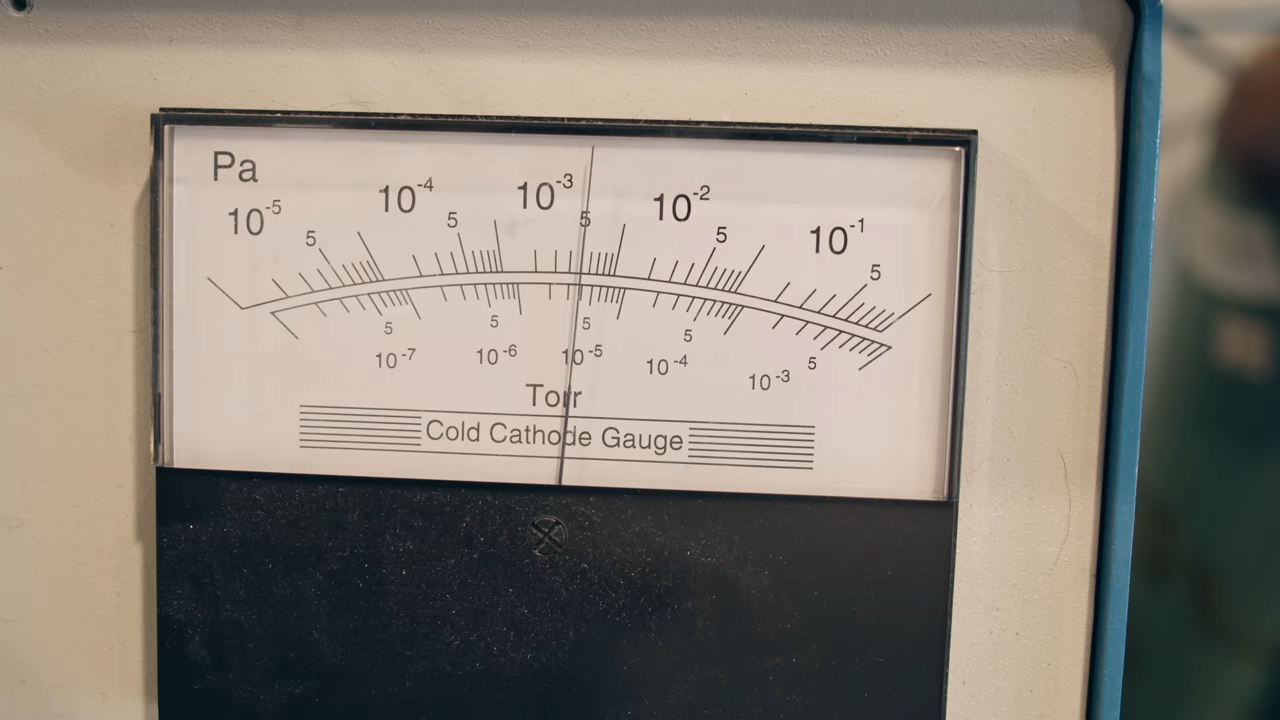 Pa
10⁻⁵ 5 10⁻⁴ 5 10⁻³ 5 10⁻² 5 10⁻¹ 5
5 5 5 5 5
10⁻⁷ 10⁻⁶ 10⁻⁵ 10⁻⁴ 10⁻³
Torr
Cold Cathode Gauge